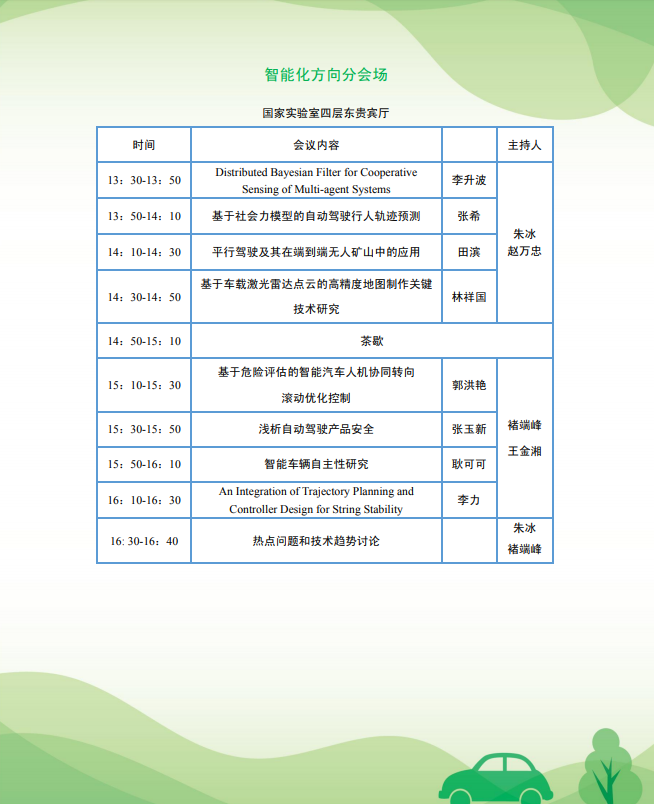 智能化方向分会场
国家实验室四层东贵宾厅
时间 会议内容 主持人
13：30-13：50 Distributed Bayesian Filter for Cooperative
Sensing of Multi-agent Systems 李升波
13：50-14：10 基于社会力模型的自动驾驶行人轨迹预测 张希
朱冰
赵万忠
14：10-14：30 平行驾驶及其在端到端无人矿山中的应用 田滨
14：30-14：50 基于车载激光雷达点云的高精度地图制作关键
技术研究 林祥国
14：50-15：10 茶歇
15：10-15：30 基于危险评估的智能汽车人机协同转向
滚动优化控制 郭洪艳
15：30-15：50 浅析自动驾驶产品安全 张玉新
褚端峰
王金湘
15：50-16：10 智能车辆自主性研究 耿可可
16：10-16：30 An Integration of Trajectory Planning and
Controller Design for String Stability 李力
16: 30-16：40 热点问题和技术趋势讨论
朱冰
褚端峰